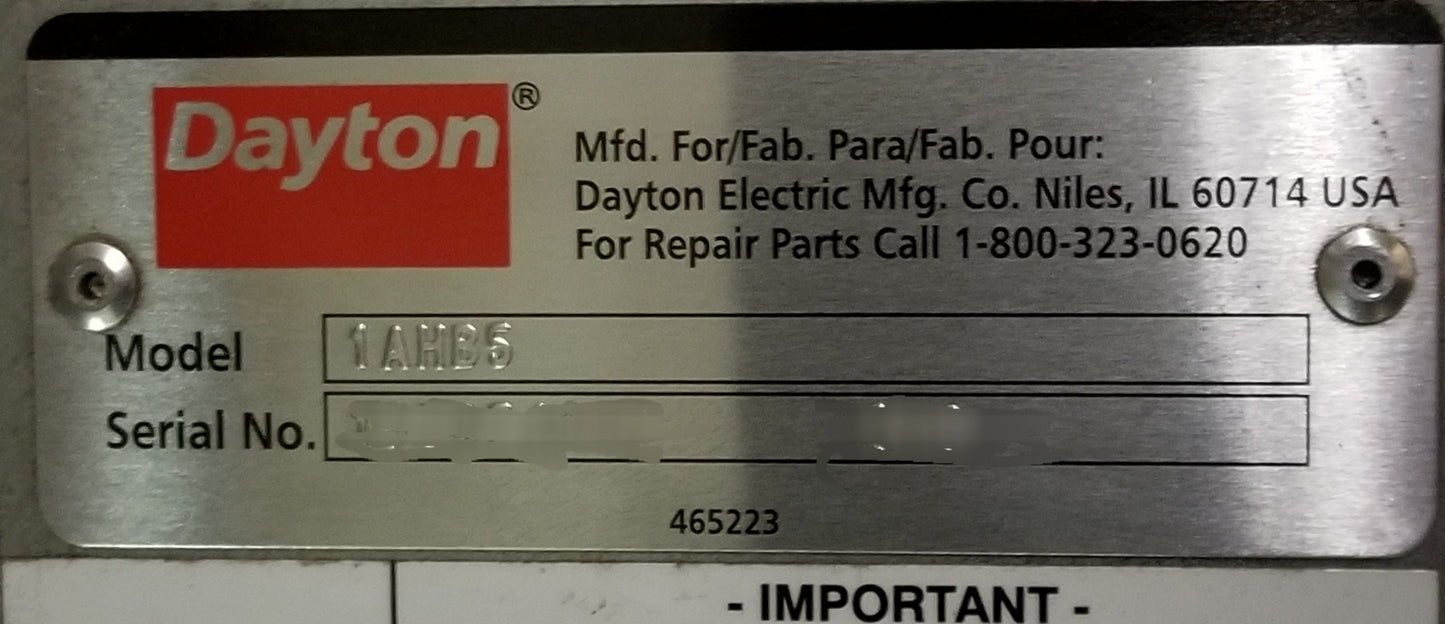 Dayton®
Mfd. For/Fab. Para/Fab. Pour:
Dayton Electric Mfg. Co. Niles, IL 60714 USA
For Repair Parts Call 1-800-323-0620
Model 1AHB5
Serial No.
465223
- IMPORTANT -